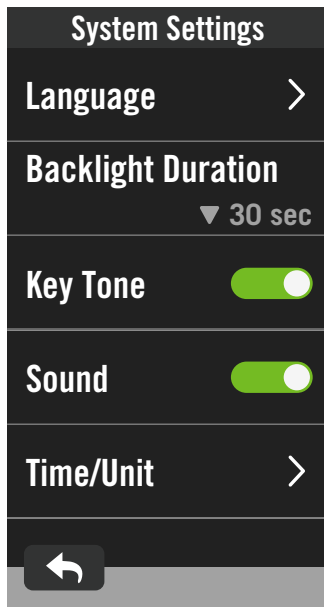 System Settings
Language
Backlight Duration
30 sec
Key Tone
Sound
Time/Unit